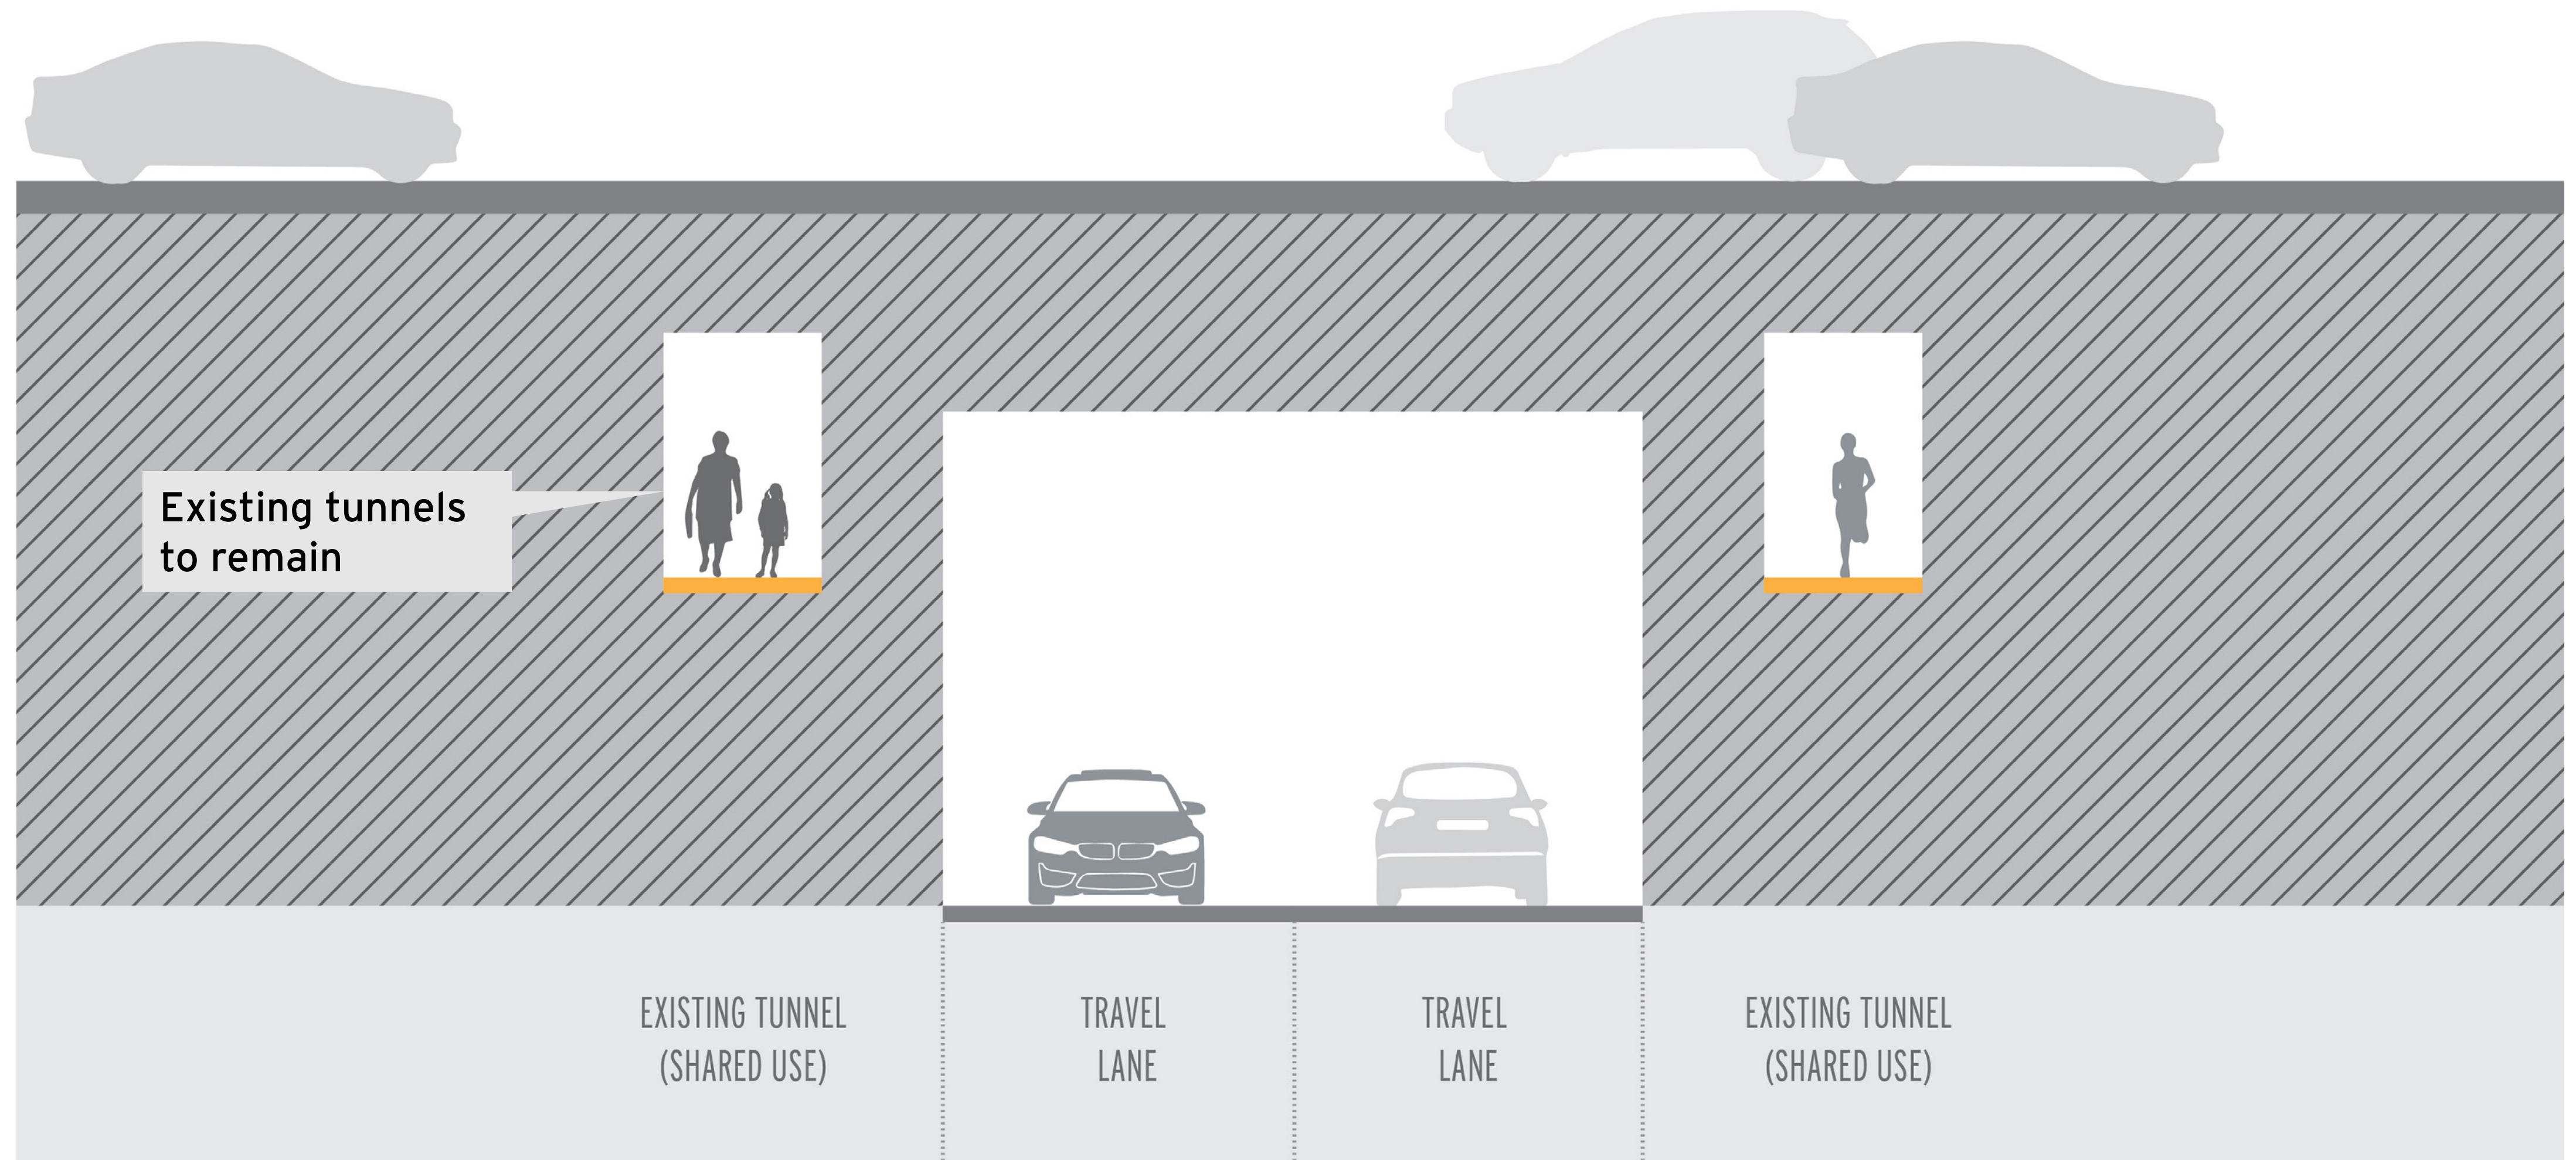 Existing tunnels
to remain
EXISTING TUNNEL
(SHARED USE)
TRAVEL
LANE
TRAVEL
LANE
EXISTING TUNNEL
(SHARED USE)